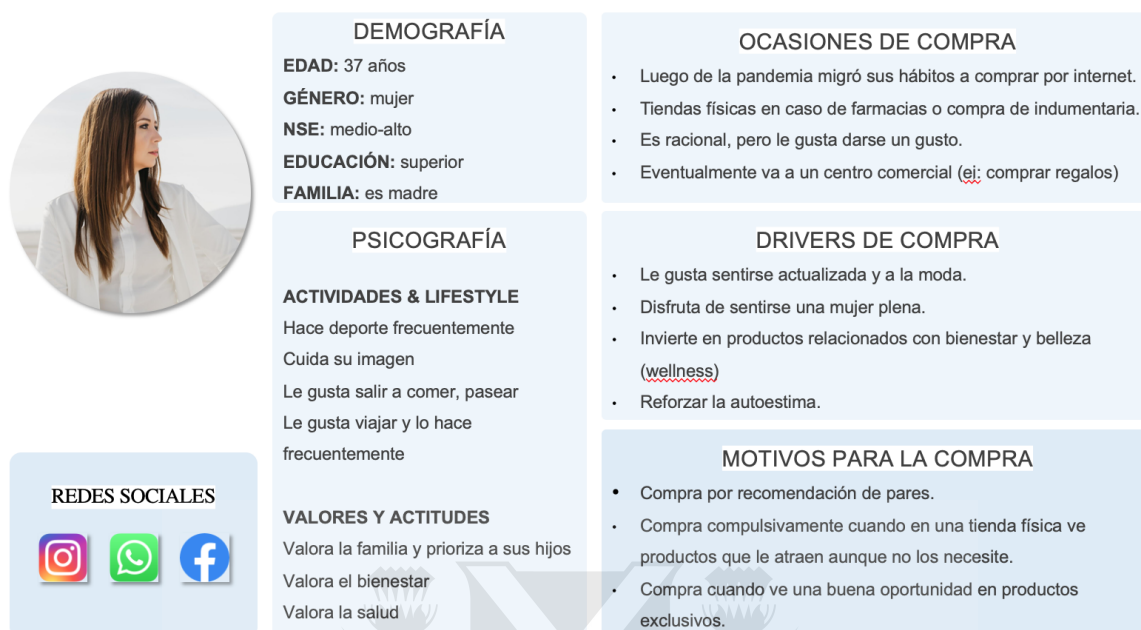 DEMOGRAFÍA
EDAD: 37 años
GÉNERO: mujer
NSE: medio-alto
EDUCACIÓN: superior
FAMILIA: es madre
PSICOGRAFÍA
ACTIVIDADES & LIFESTYLE
Hace deporte frecuentemente
Cuida su imagen
Le gusta salir a comer, pasear
Le gusta viajar y lo hace
frecuentemente
VALORES Y ACTITUDES
Valora la familia y prioriza a sus hijos
Valora el bienestar
Valora la salud
REDES SOCIALES
OCASIONES DE COMPRA
• Luego de la pandemia migró sus hábitos a comprar por internet.
• Tiendas físicas en caso de farmacias o compra de indumentaria.
• Es racional, pero le gusta darse un gusto.
• Eventualmente va a un centro comercial (ej: comprar regalos)
DRIVERS DE COMPRA
• Le gusta sentirse actualizada y a la moda.
• Disfruta de sentirse una mujer plena.
• Invierte en productos relacionados con bienestar y belleza
(wellness)
• Reforzar la autoestima.
MOTIVOS PARA LA COMPRA
• Compra por recomendación de pares.
• Compra compulsivamente cuando en una tienda física ve
productos que le atraen aunque no los necesite.
• Compra cuando ve una buena oportunidad en productos
exclusivos.